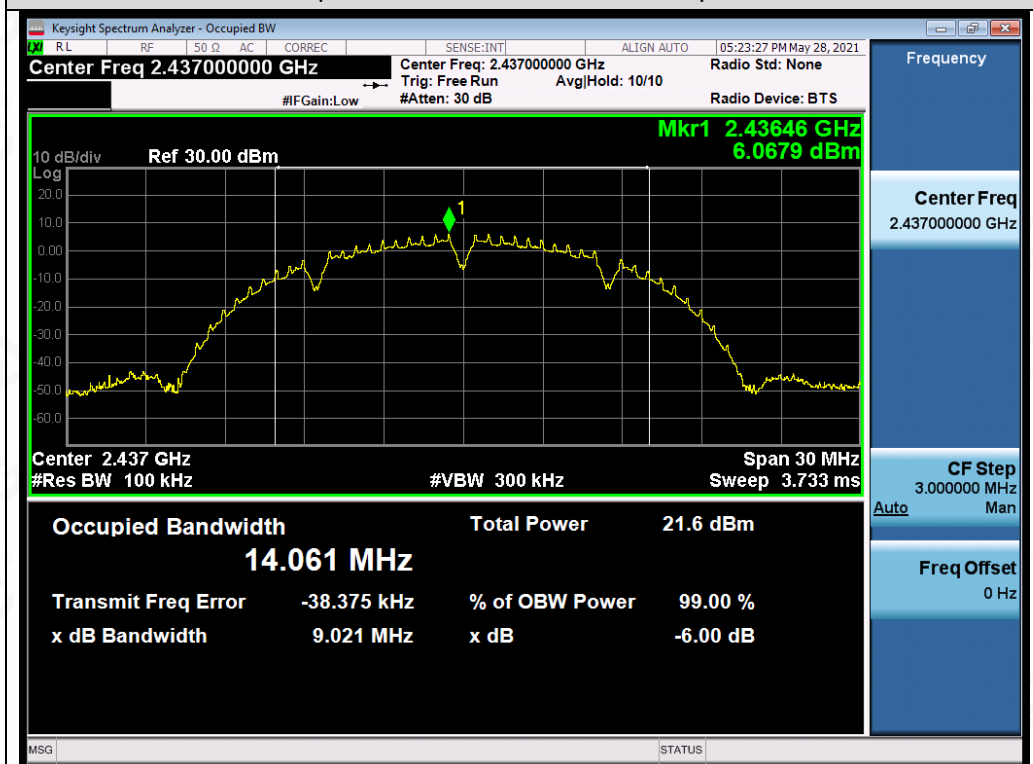 Keysight Spectrum Analyzer - Occupied BW
LXI RL RF 50 Ω AC CORREC SENSE:INT ALIGN AUTO 05:23:27 PM May 28, 2021
Center Freq 2.437000000 GHz
Center Freq: 2.437000000 GHz Radio Std: None
Trig: Free Run Avg|Hold: 10/10
#IFGain:Low #Atten: 30 dB Radio Device: BTS
Mkr1 2.43646 GHz
6.0679 dBm
10 dB/div Ref 30.00 dBm
Log
20.0
10.0
0.00
-10.0
-20.0
-30.0
-40.0
-50.0
-60.0
1
Center 2.437 GHz Span 30 MHz
#Res BW 100 kHz #VBW 300 kHz Sweep 3.733 ms
Occupied Bandwidth Total Power 21.6 dBm
14.061 MHz
Transmit Freq Error -38.375 kHz % of OBW Power 99.00 %
x dB Bandwidth 9.021 MHz x dB -6.00 dB
Frequency
Center Freq
2.437000000 GHz
CF Step
3.000000 MHz
Auto Man
Freq Offset
0 Hz
MSG STATUS